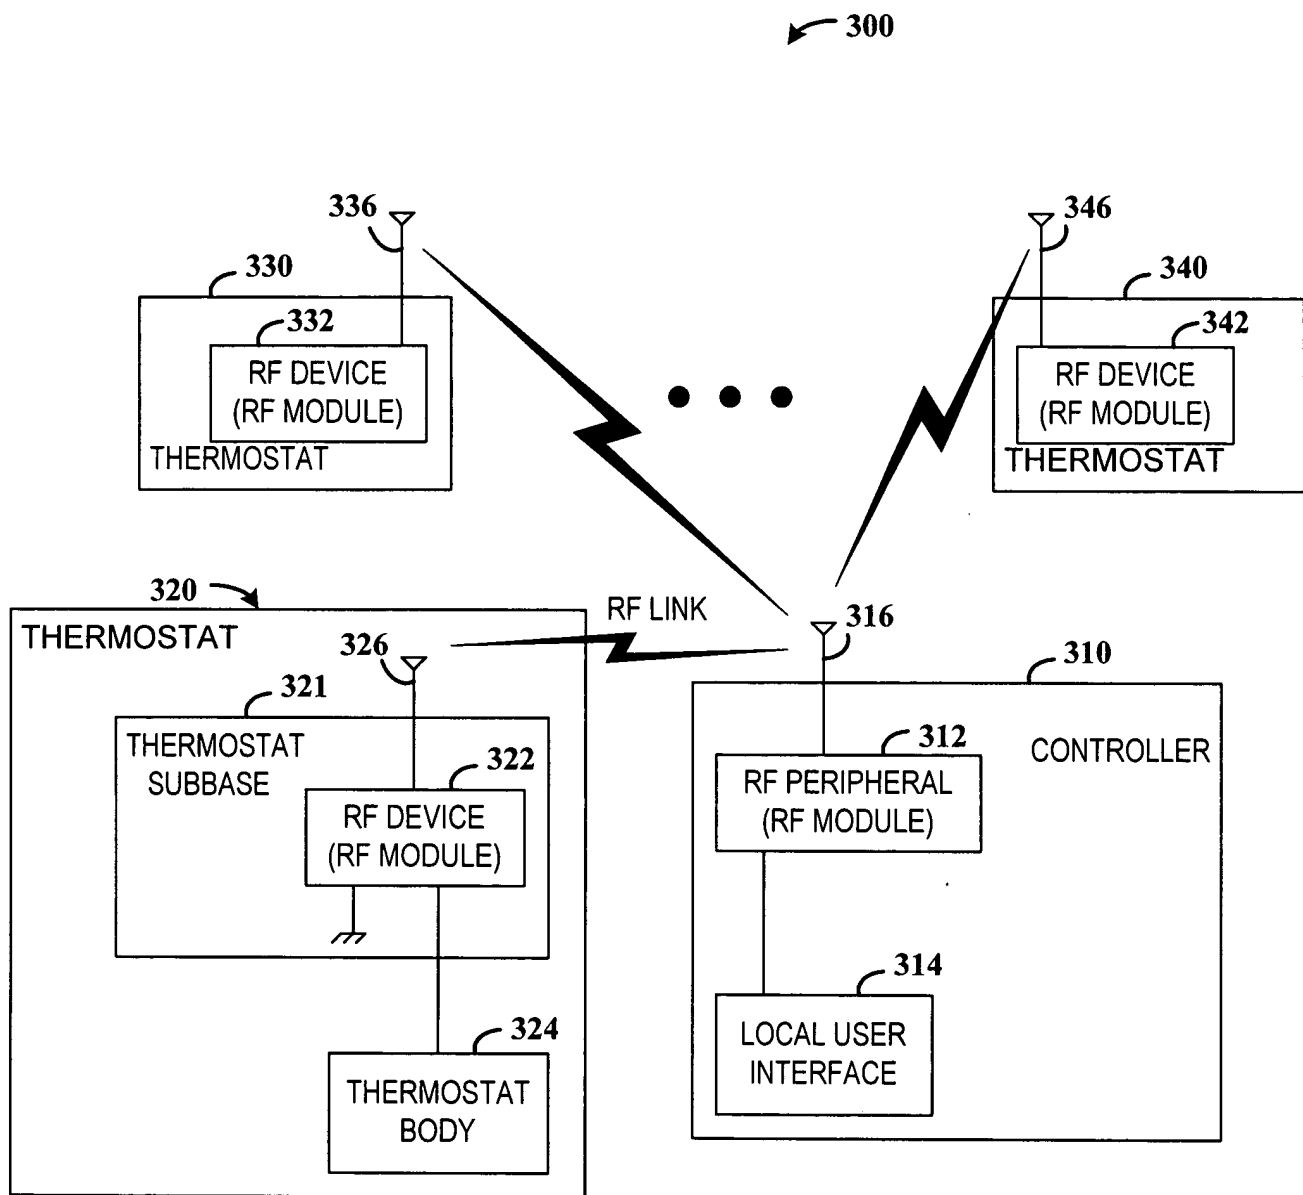 300
336
346
330
340
332
342
RF DEVICE
(RF MODULE)
THERMOSTAT
RF DEVICE
(RF MODULE)
THERMOSTAT
320
THERMOSTAT
RF LINK
326
316
321
310
THERMOSTAT
SUBBASE
322
312
CONTROLLER
RF DEVICE
(RF MODULE)
RF PERIPHERAL
(RF MODULE)
324
314
THERMOSTAT
BODY
LOCAL USER
INTERFACE